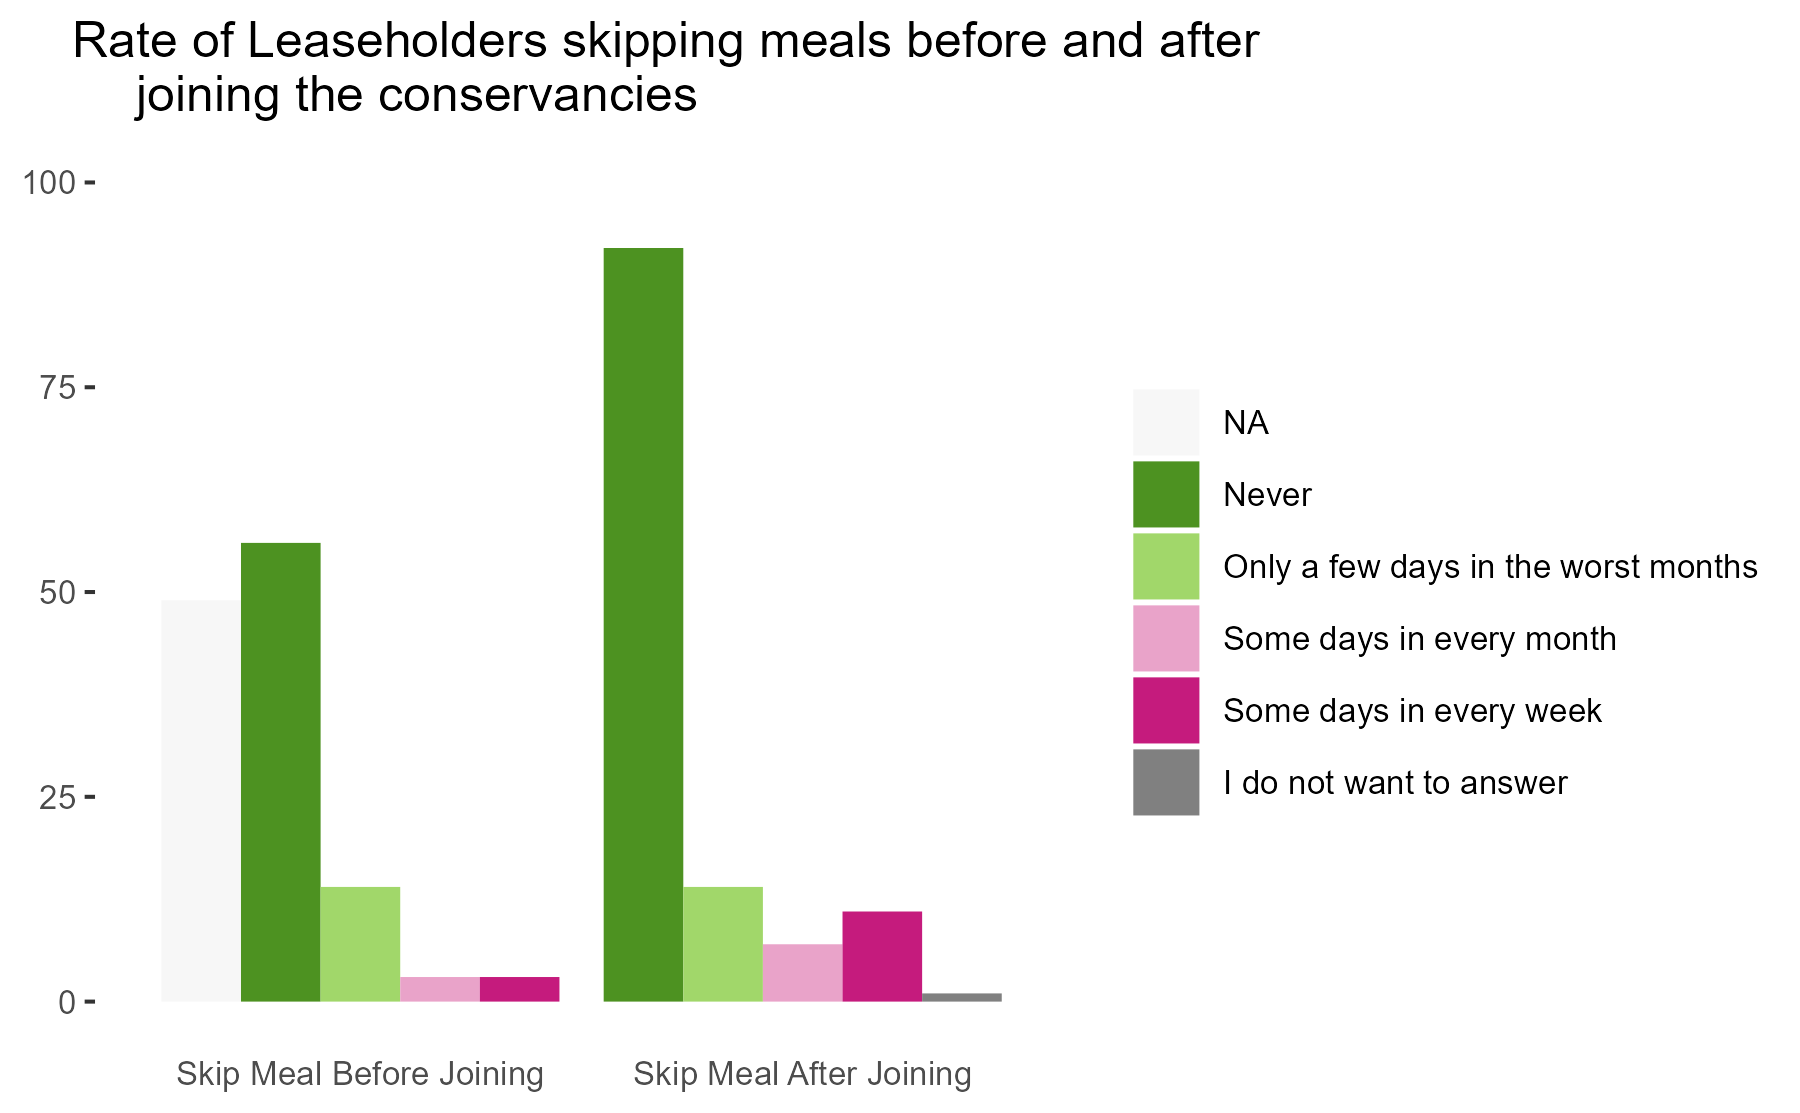 Rate of Leaseholders skipping meals before and after
joining the conservancies
100
75
50
25
0
NA
Never
Only a few days in the worst months
Some days in every month
Some days in every week
I do not want to answer
Skip Meal Before Joining
Skip Meal After Joining